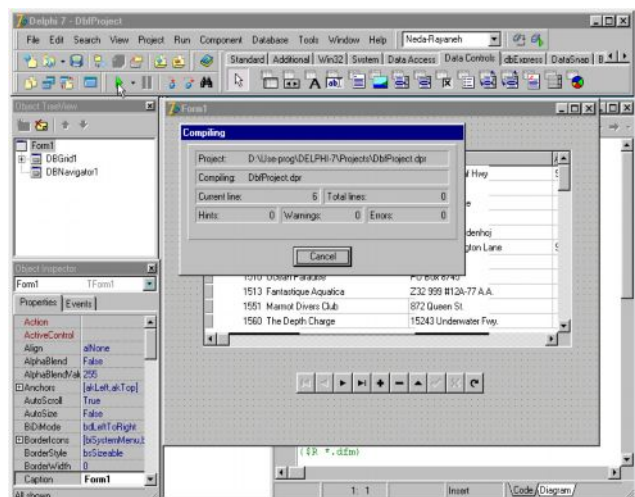 Delphi 7 - DbfProject
File Edit Search View Project Run Component Database Tools Window Help Neda-Rayaneh
Standard Additional Win32 System Data Access Data Controls dbExpress DataSnap
Object TreeView
Form1
DBGrid1
DBNavigator1
Form1
Compiling
Project: D:\Use-prog\DELPHI-7\Projects\DbfProject.dpr
Compiling: DbfProject.dpr
Current line: 6 Total lines: 0
Hints: 0 Warnings: 0 Errors: 0
Cancel
Hwy
denhoj
Lane
1510 Ocean Paradise PO Box 8740
1513 Fantastique Aquatica Z32 999 #12A-77 A.A.
1551 Marmot Divers Club 872 Queen St.
1560 The Depth Charge 15243 Underwater Fwy.
Object Inspector
Form1 TForm1
Properties Events
Action
ActiveControl
Align alNone
AlphaBlend False
AlphaBlendVal 255
Anchors [akLeft,akTop]
AutoScroll True
AutoSize False
BiDiMode bdLeftToRight
BorderIcons [biSystemMenu,b
BorderStyle bsSizeable
BorderWidth 0
Caption Form1
All shown
{$R *.dfm}
1: 1 Insert Code Diagram